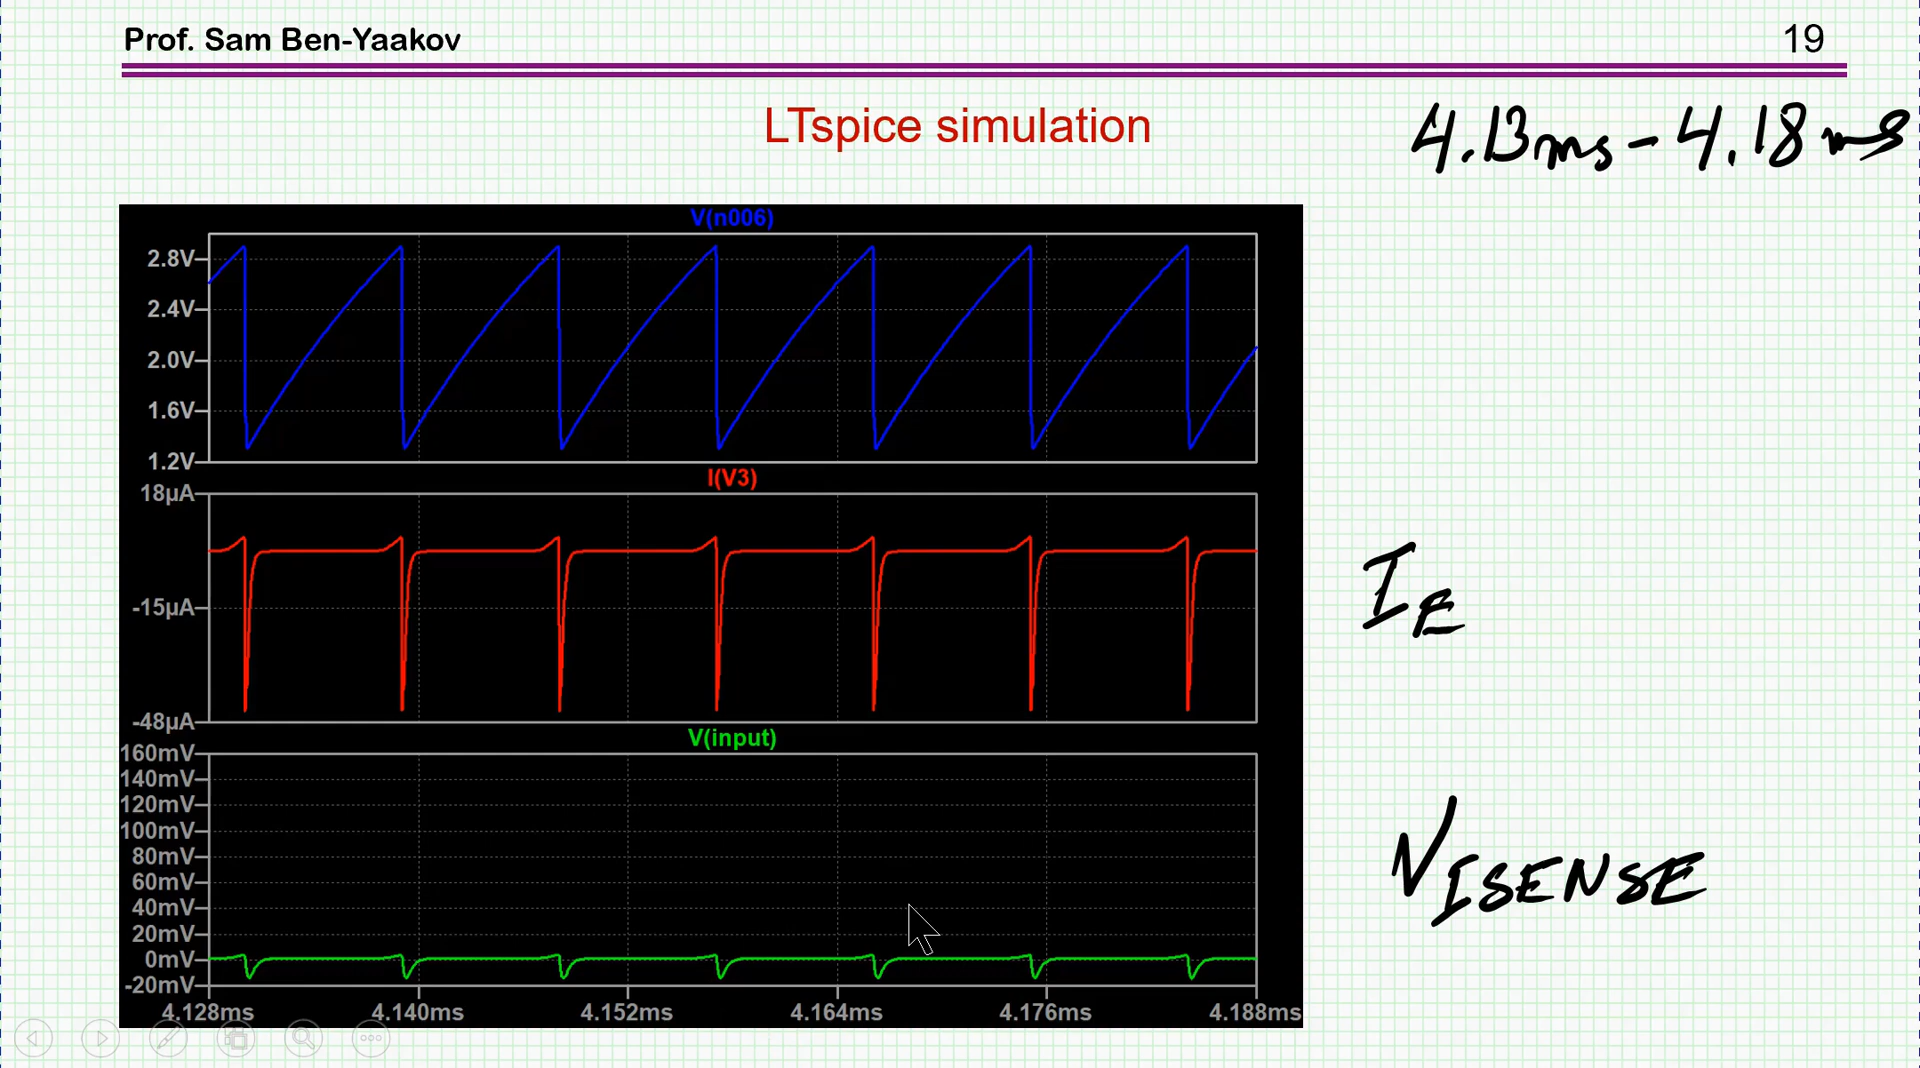 Prof. Sam Ben-Yaakov
19
LTspice simulation
4.13ms - 4.18ms
V(n006)
2.8V
2.4V
2.0V
1.6V
1.2V
I(V3)
18µA
-15µA
-48µA
IE
V(input)
160mV
140mV
120mV
100mV
80mV
60mV
40mV
20mV
0mV
-20mV
VISENSE
4.128ms 4.140ms 4.152ms 4.164ms 4.176ms 4.188ms